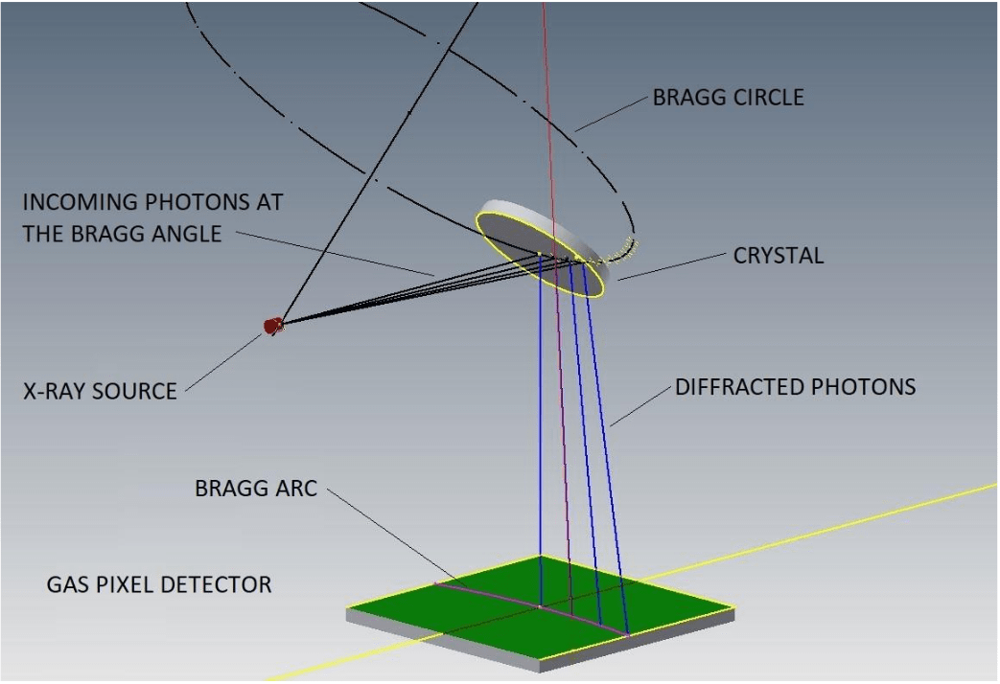 BRAGG CIRCLE
INCOMING PHOTONS AT
THE BRAGG ANGLE
CRYSTAL
X-RAY SOURCE
DIFFRACTED PHOTONS
BRAGG ARC
GAS PIXEL DETECTOR